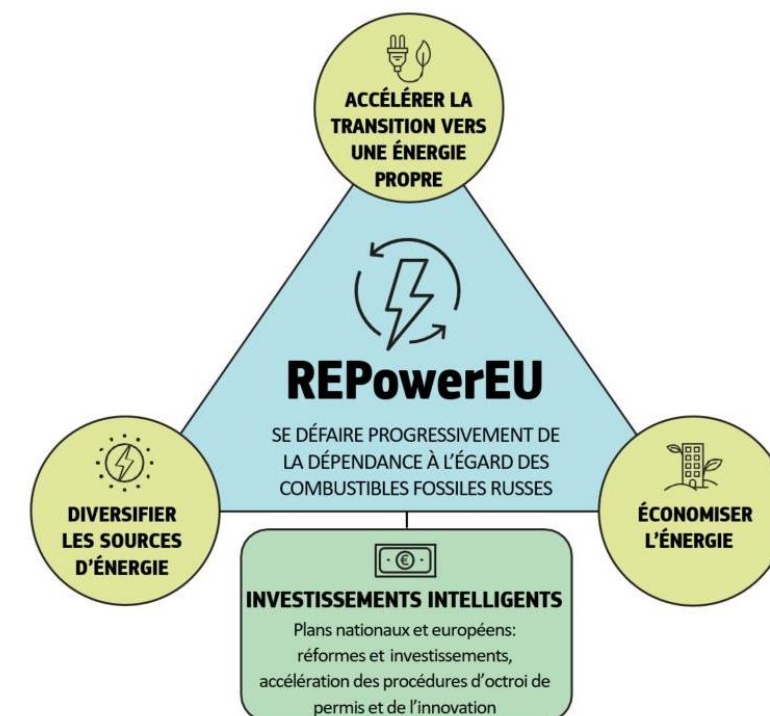 ACCÉLÉRER LA
TRANSITION VERS
UNE ÉNERGIE
PROPRE
REPowerEU
SE DÉFAIRE PROGRESSIVEMENT DE
LA DÉPENDANCE À L'ÉGARD DES
COMBUSTIBLES FOSSILES RUSSES
DIVERSIFIER
LES SOURCES
D'ÉNERGIE
ÉCONOMISER
L'ÉNERGIE
€
INVESTISSEMENTS INTELLIGENTS
Plans nationaux et européens:
réformes et investissements,
accélération des procédures d'octroi de
permis et de l'innovation